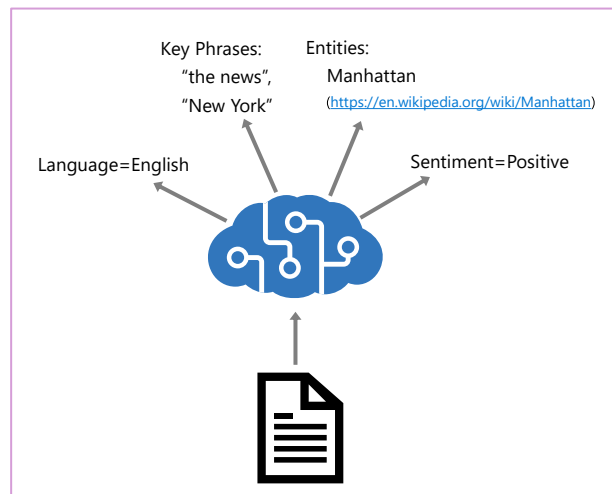 Key Phrases:
“the news”,
“New York”
Entities:
Manhattan
(https://en.wikipedia.org/wiki/Manhattan)
Language=English
Sentiment=Positive